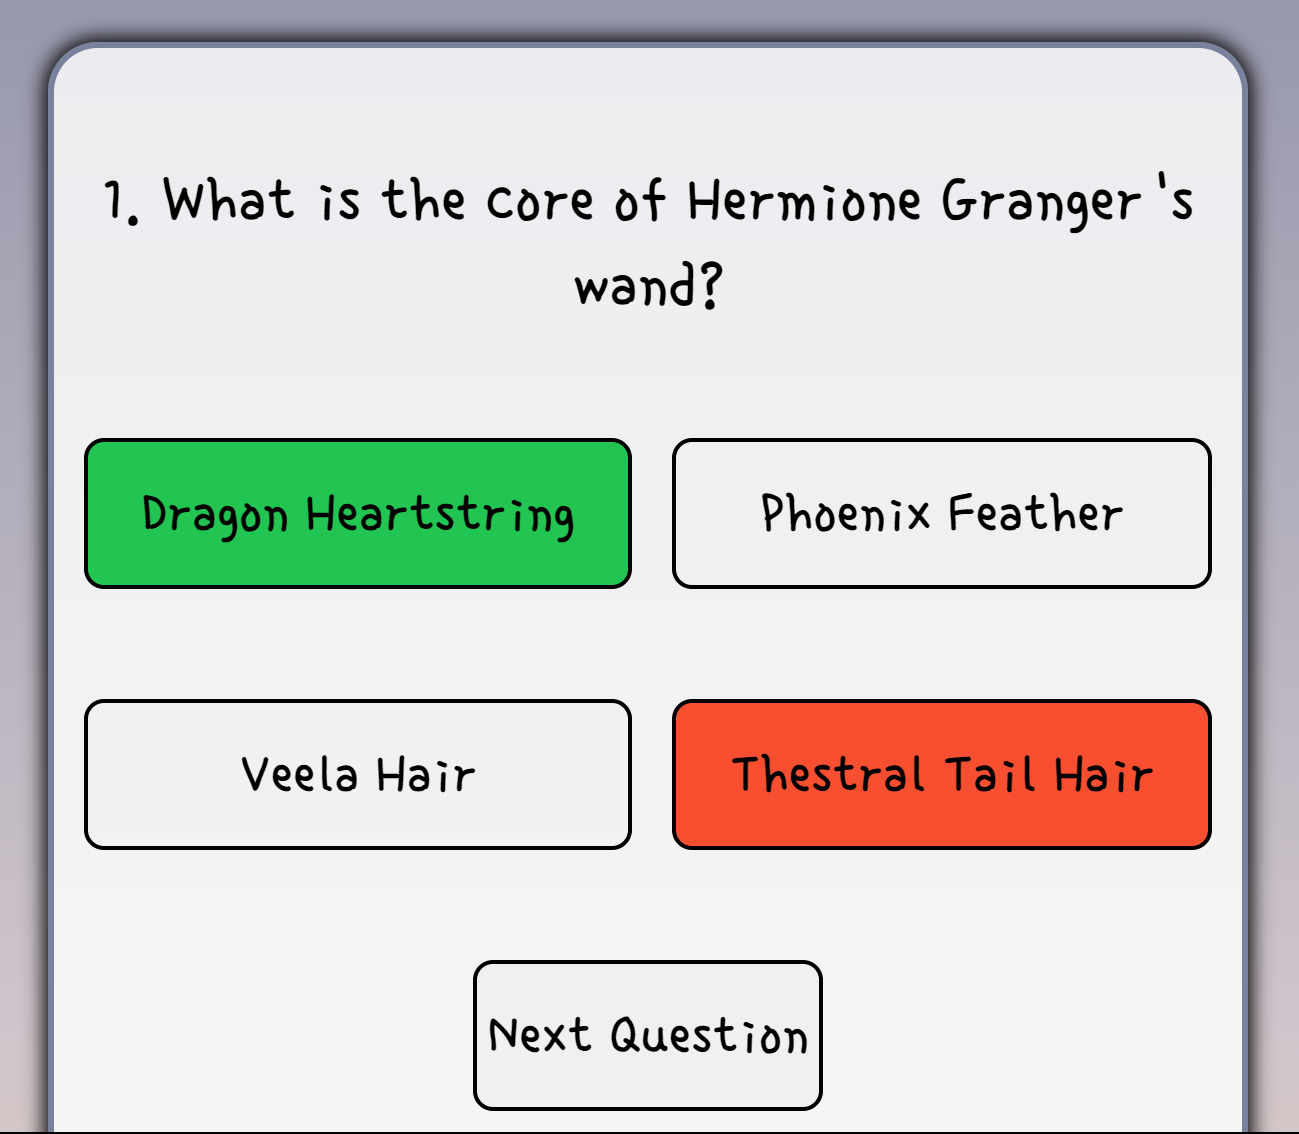 1. What is the core of Hermione Granger's
wand?
Dragon Heartstring
Phoenix Feather
Veela Hair
Thestral Tail Hair
Next Question